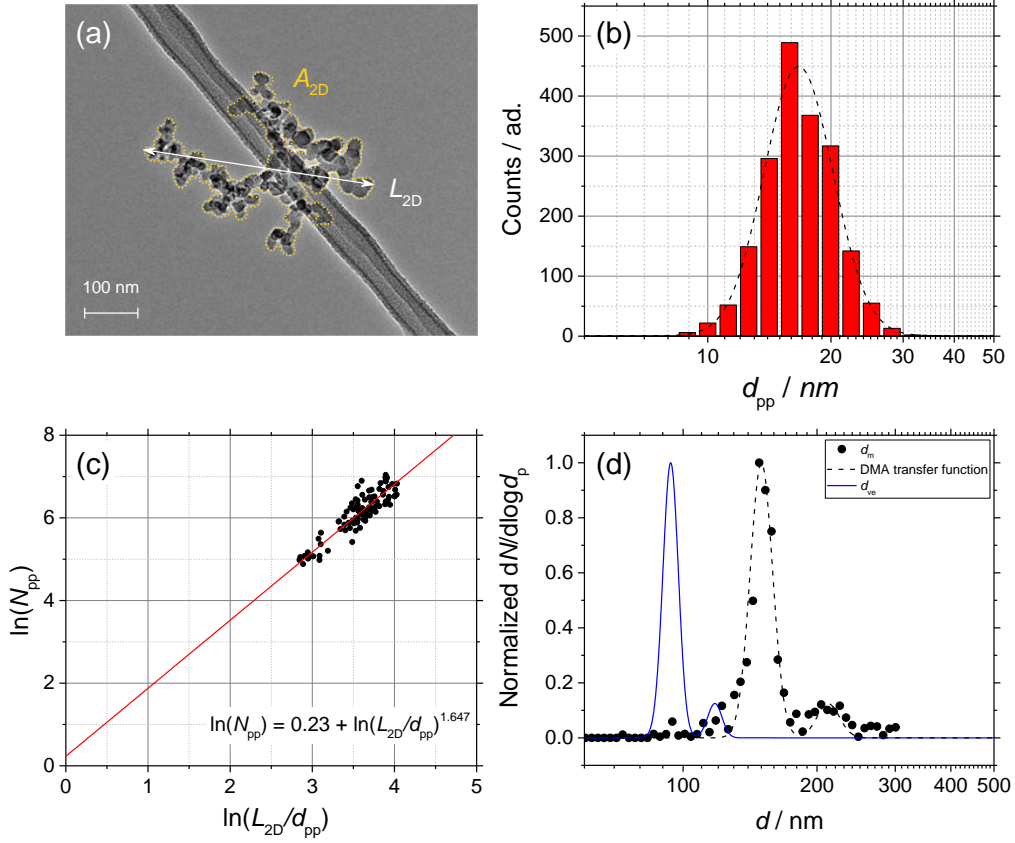 (a)
A2D
L2D
100 nm
(b)
Counts / ad.
500
400
300
200
100
0
10
20
30
40
50
dpp / nm
(c)
ln(Npp)
8
6
4
2
0
ln(Npp) = 0.23 + ln(L2D/dpp)^1.647
0
1
2
3
4
5
ln(L2D/dpp)
(d)
dm
DMA transfer function
dve
Normalized dN/dlogdp
1.0
0.8
0.6
0.4
0.2
0.0
100
200
300
400
500
d / nm